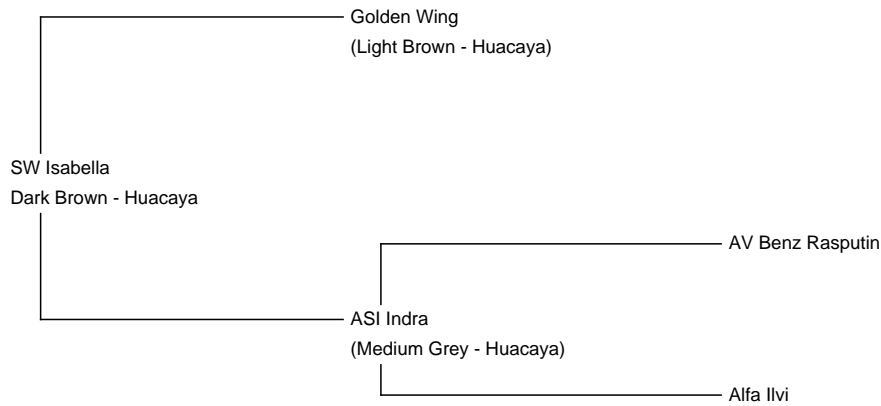 Golden Wing
(Light Brown - Huacaya)
SW Isabella
Dark Brown - Huacaya
AV Benz Rasputin
ASI Indra
(Medium Grey - Huacaya)
Alfa Ilvi